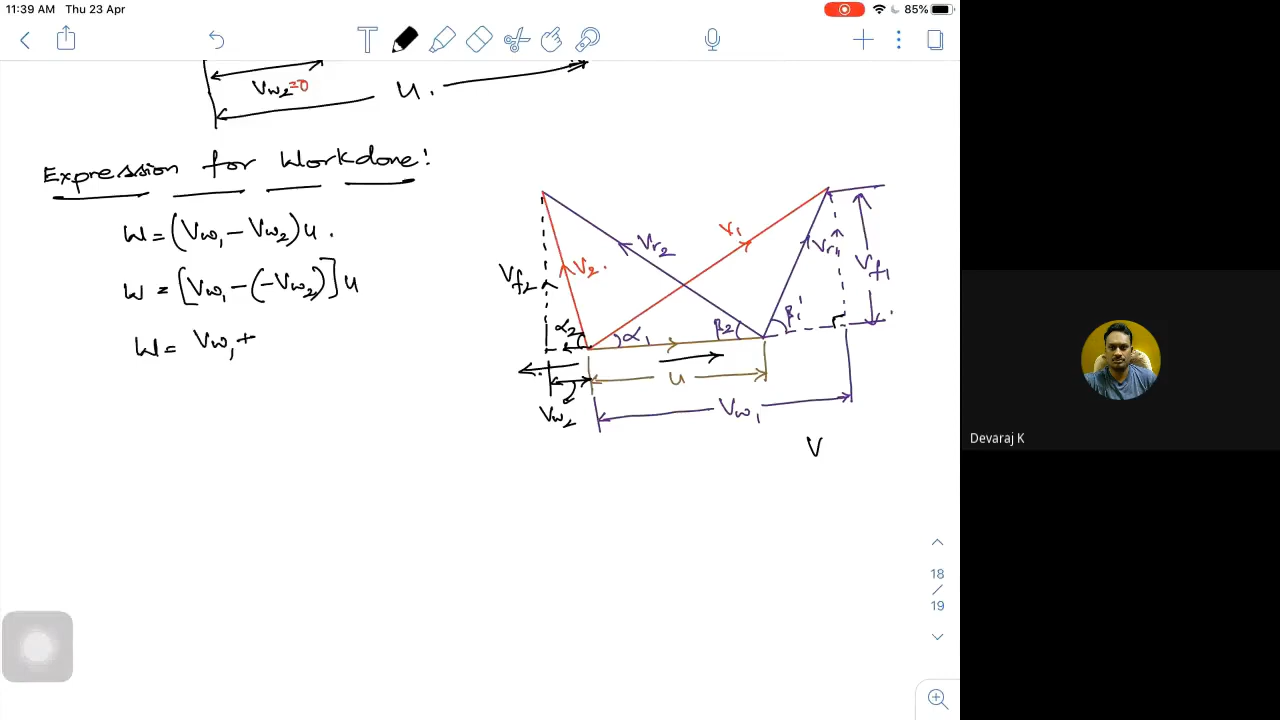 11:39 AM Thu 23 Apr
85%
Vw2=0
u.
Expression for Workdone:
W=(Vw1-Vw2)u.
W=[Vw1-(-Vw2)]u
W= Vw1+
Vf2
V2.
Vr2
V1
Vr1
Vf1
α2
α1
β2
β1
u
Vw2
Vw1
V
Devaraj K
18
/
19